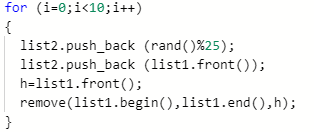 for (i=0;i<10;i++)
{
list2.push_back (rand()%25);
list2.push_back (list1.front());
h=list1.front();
remove(list1.begin(),list1.end(),h);
}